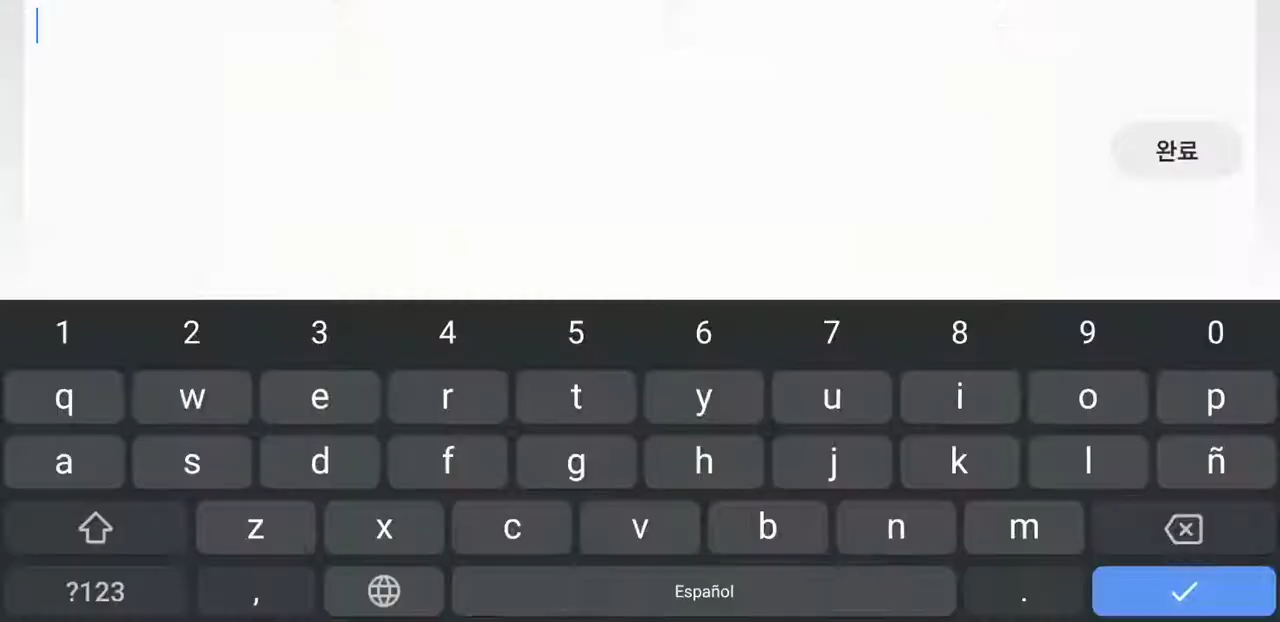 완료
1 2 3 4 5 6 7 8 9 0
q w e r t y u i o p
a s d f g h j k l ñ
z x c v b n m
?123 , Español .